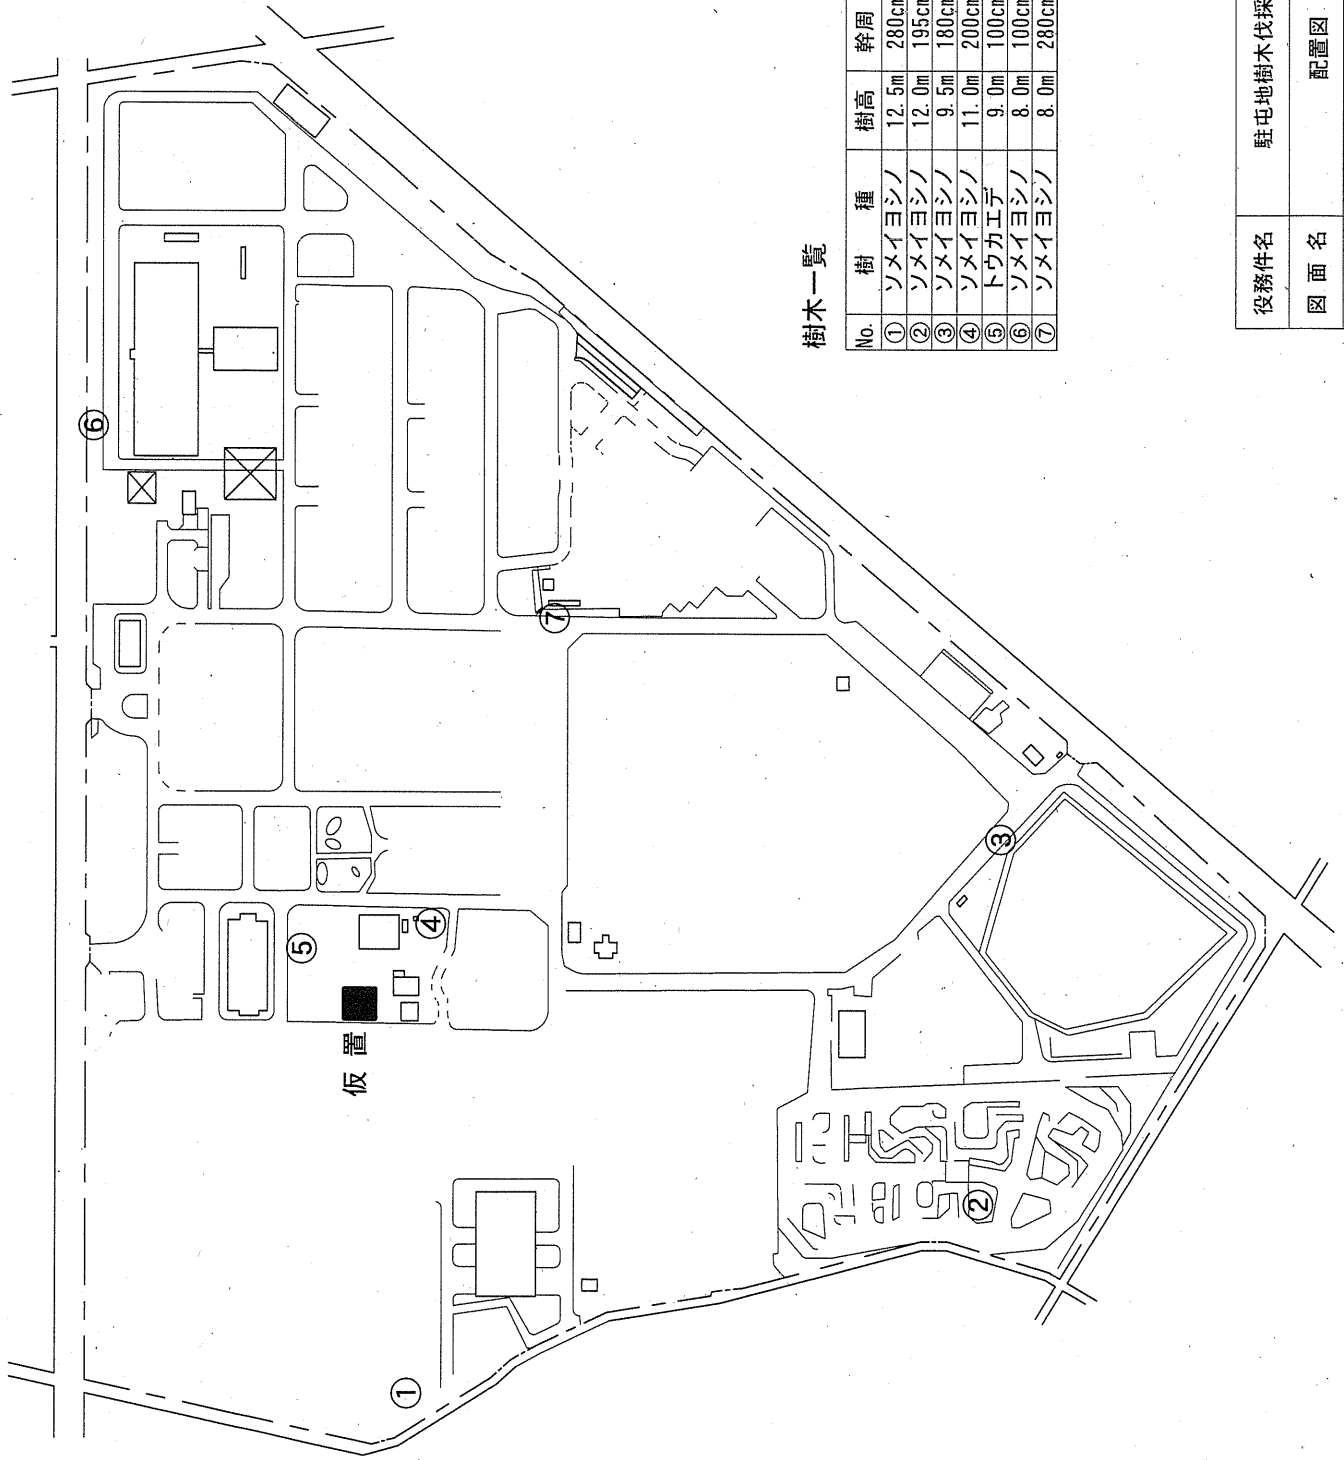 樹木一覧
No. 樹種 樹高 幹周
① ソメイヨシノ 12.5m 280cm
② ソメイヨシノ 12.0m 195cm
③ ソメイヨシノ 9.5m 180cm
④ ソメイヨシノ 11.0m 200cm
⑤ トウカエデ 9.0m 100cm
⑥ ソメイヨシノ 8.0m 100cm
⑦ ソメイヨシノ 8.0m 280cm
役務件名 駐屯地樹木伐採
図面名 配置図
仮置
①
②
③
④
⑤
⑥
⑦